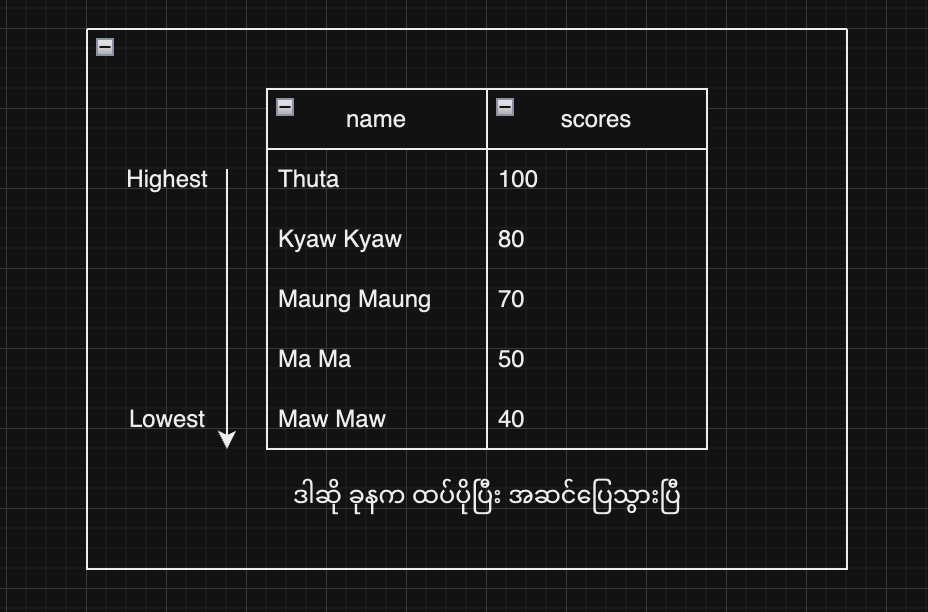 name scores
Highest Thuta 100
Kyaw Kyaw 80
Maung Maung 70
Ma Ma 50
Lowest Maw Maw 40
ဒါဆို ခုနက ထပ်ပိုပြီး အဆင်ပြေသွားပြီ